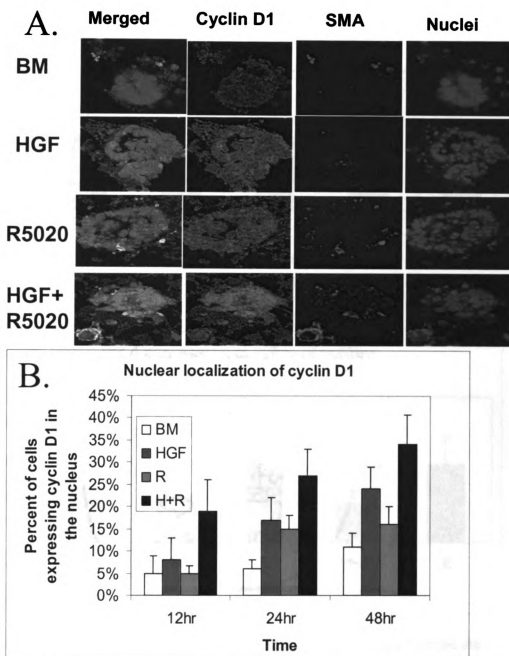 A.
Merged Cyclin D1 SMA Nuclei
BM
HGF
R5020
HGF+
R5020
B.
Nuclear localization of cyclin D1
Percent of cells
expressing cyclin D1 in
the nucleus
45%
40%
35%
30%
25%
20%
15%
10%
5%
0%
BM
HGF
R
H+R
12hr 24hr 48hr
Time